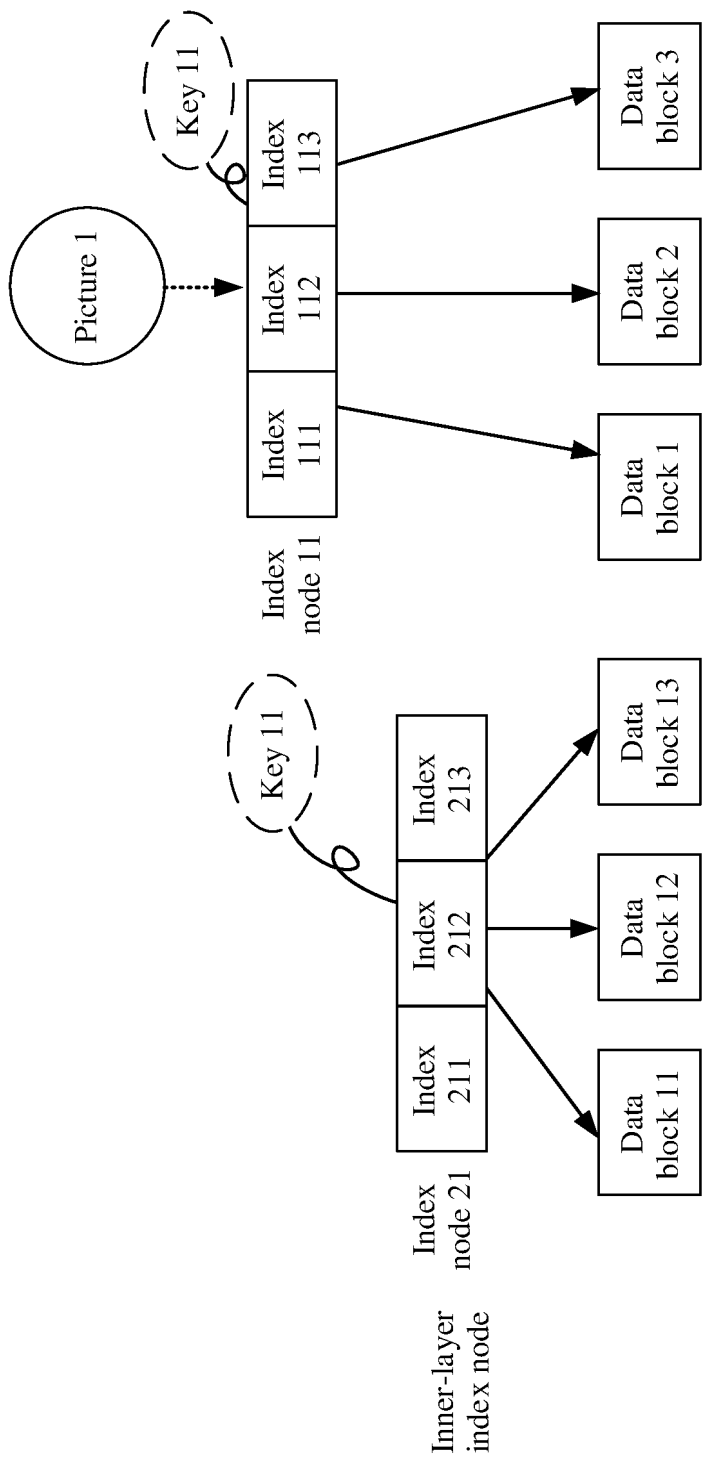 Picture 1
Key 11
Index
node 11
Index
111
Index
112
Index
113
Key 11
Inner-layer
index node
Index
node 21
Index
211
Index
212
Index
213
Data
block 11
Data
block 12
Data
block 13
Data
block 1
Data
block 2
Data
block 3